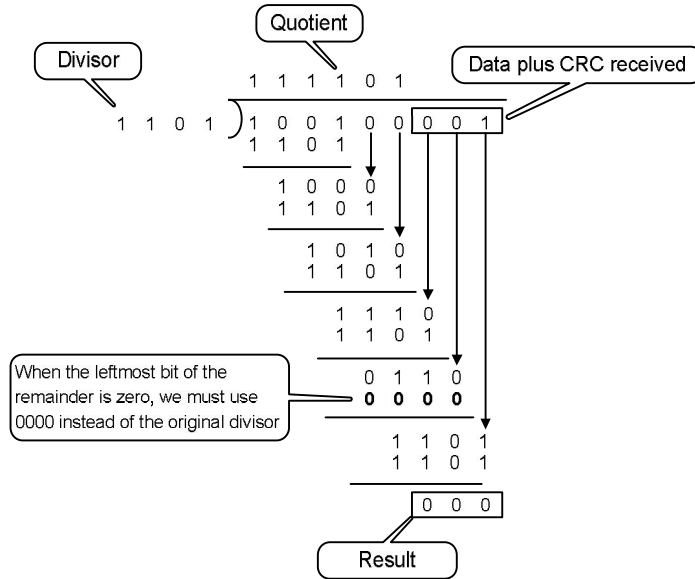 Quotient
Divisor
Data plus CRC received
1 1 1 1 0 1
1 1 0 1 1 0 0 1 0 0 0 0 1
1 1 0 1
1 0 0 0
1 1 0 1
1 0 1 0
1 1 0 1
1 1 1 0
1 1 0 1
When the leftmost bit of the
remainder is zero, we must use
0000 instead of the original divisor
0 1 1 0
0 0 0 0
1 1 0 1
1 1 0 1
0 0 0
Result